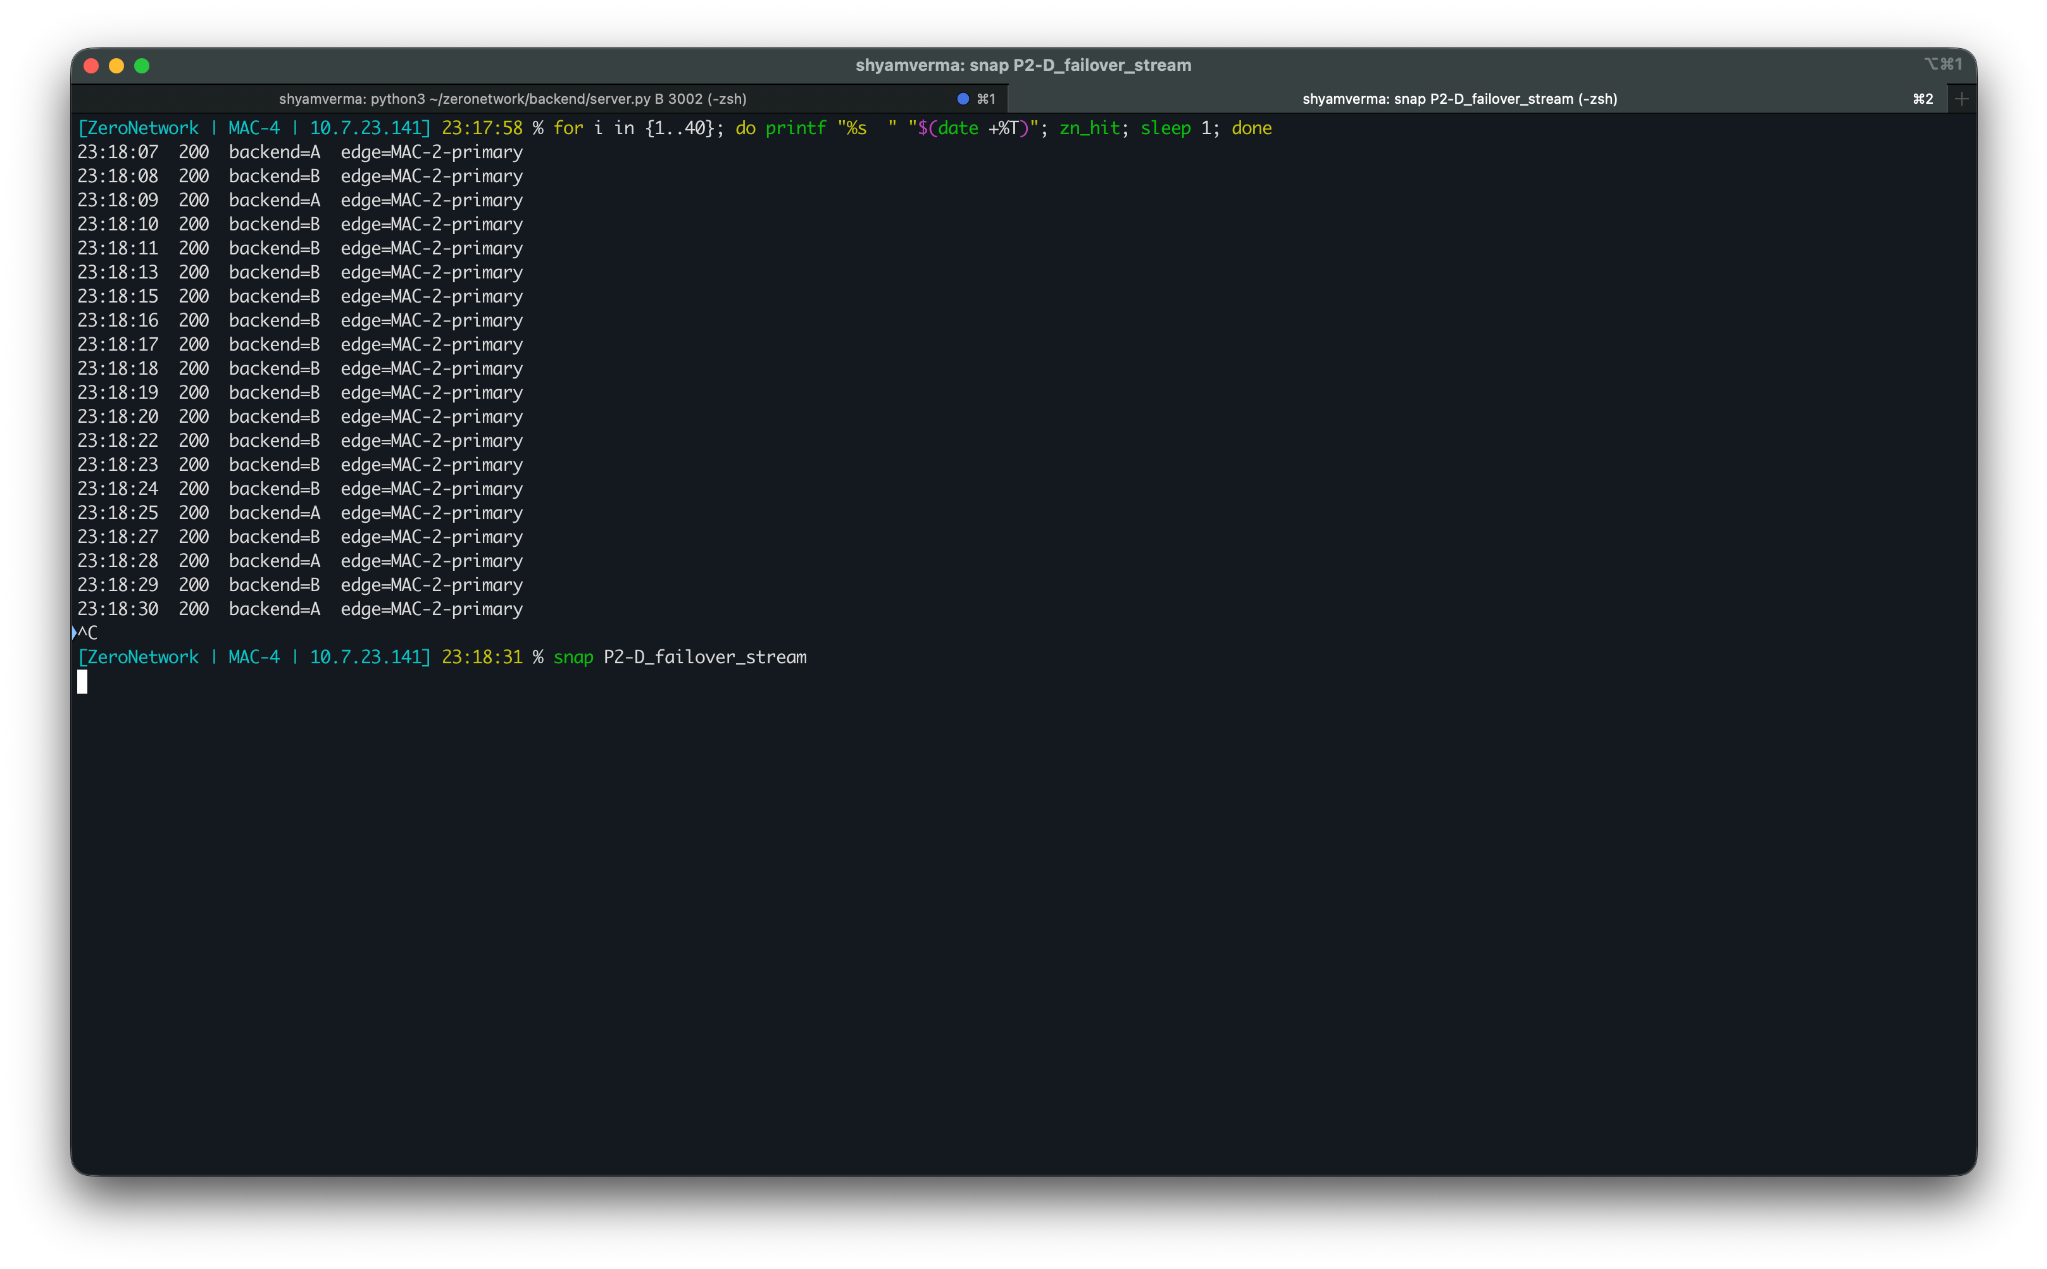 shyamverma: snap P2-D_failover_stream
⌥⌘1
shyamverma: python3 ~/zeronetwork/backend/server.py B 3002 (-zsh)
⌘1
shyamverma: snap P2-D_failover_stream (-zsh)
⌘2
[ZeroNetwork | MAC-4 | 10.7.23.141] 23:17:58 % for i in {1..40}; do printf "%s  " "$(date +%T)"; zn_hit; sleep 1; done
23:18:07  200  backend=A  edge=MAC-2-primary
23:18:08  200  backend=B  edge=MAC-2-primary
23:18:09  200  backend=A  edge=MAC-2-primary
23:18:10  200  backend=B  edge=MAC-2-primary
23:18:11  200  backend=B  edge=MAC-2-primary
23:18:13  200  backend=B  edge=MAC-2-primary
23:18:15  200  backend=B  edge=MAC-2-primary
23:18:16  200  backend=B  edge=MAC-2-primary
23:18:17  200  backend=B  edge=MAC-2-primary
23:18:18  200  backend=B  edge=MAC-2-primary
23:18:19  200  backend=B  edge=MAC-2-primary
23:18:20  200  backend=B  edge=MAC-2-primary
23:18:22  200  backend=B  edge=MAC-2-primary
23:18:23  200  backend=B  edge=MAC-2-primary
23:18:24  200  backend=B  edge=MAC-2-primary
23:18:25  200  backend=A  edge=MAC-2-primary
23:18:27  200  backend=B  edge=MAC-2-primary
23:18:28  200  backend=A  edge=MAC-2-primary
23:18:29  200  backend=B  edge=MAC-2-primary
23:18:30  200  backend=A  edge=MAC-2-primary
^C
[ZeroNetwork | MAC-4 | 10.7.23.141] 23:18:31 % snap P2-D_failover_stream